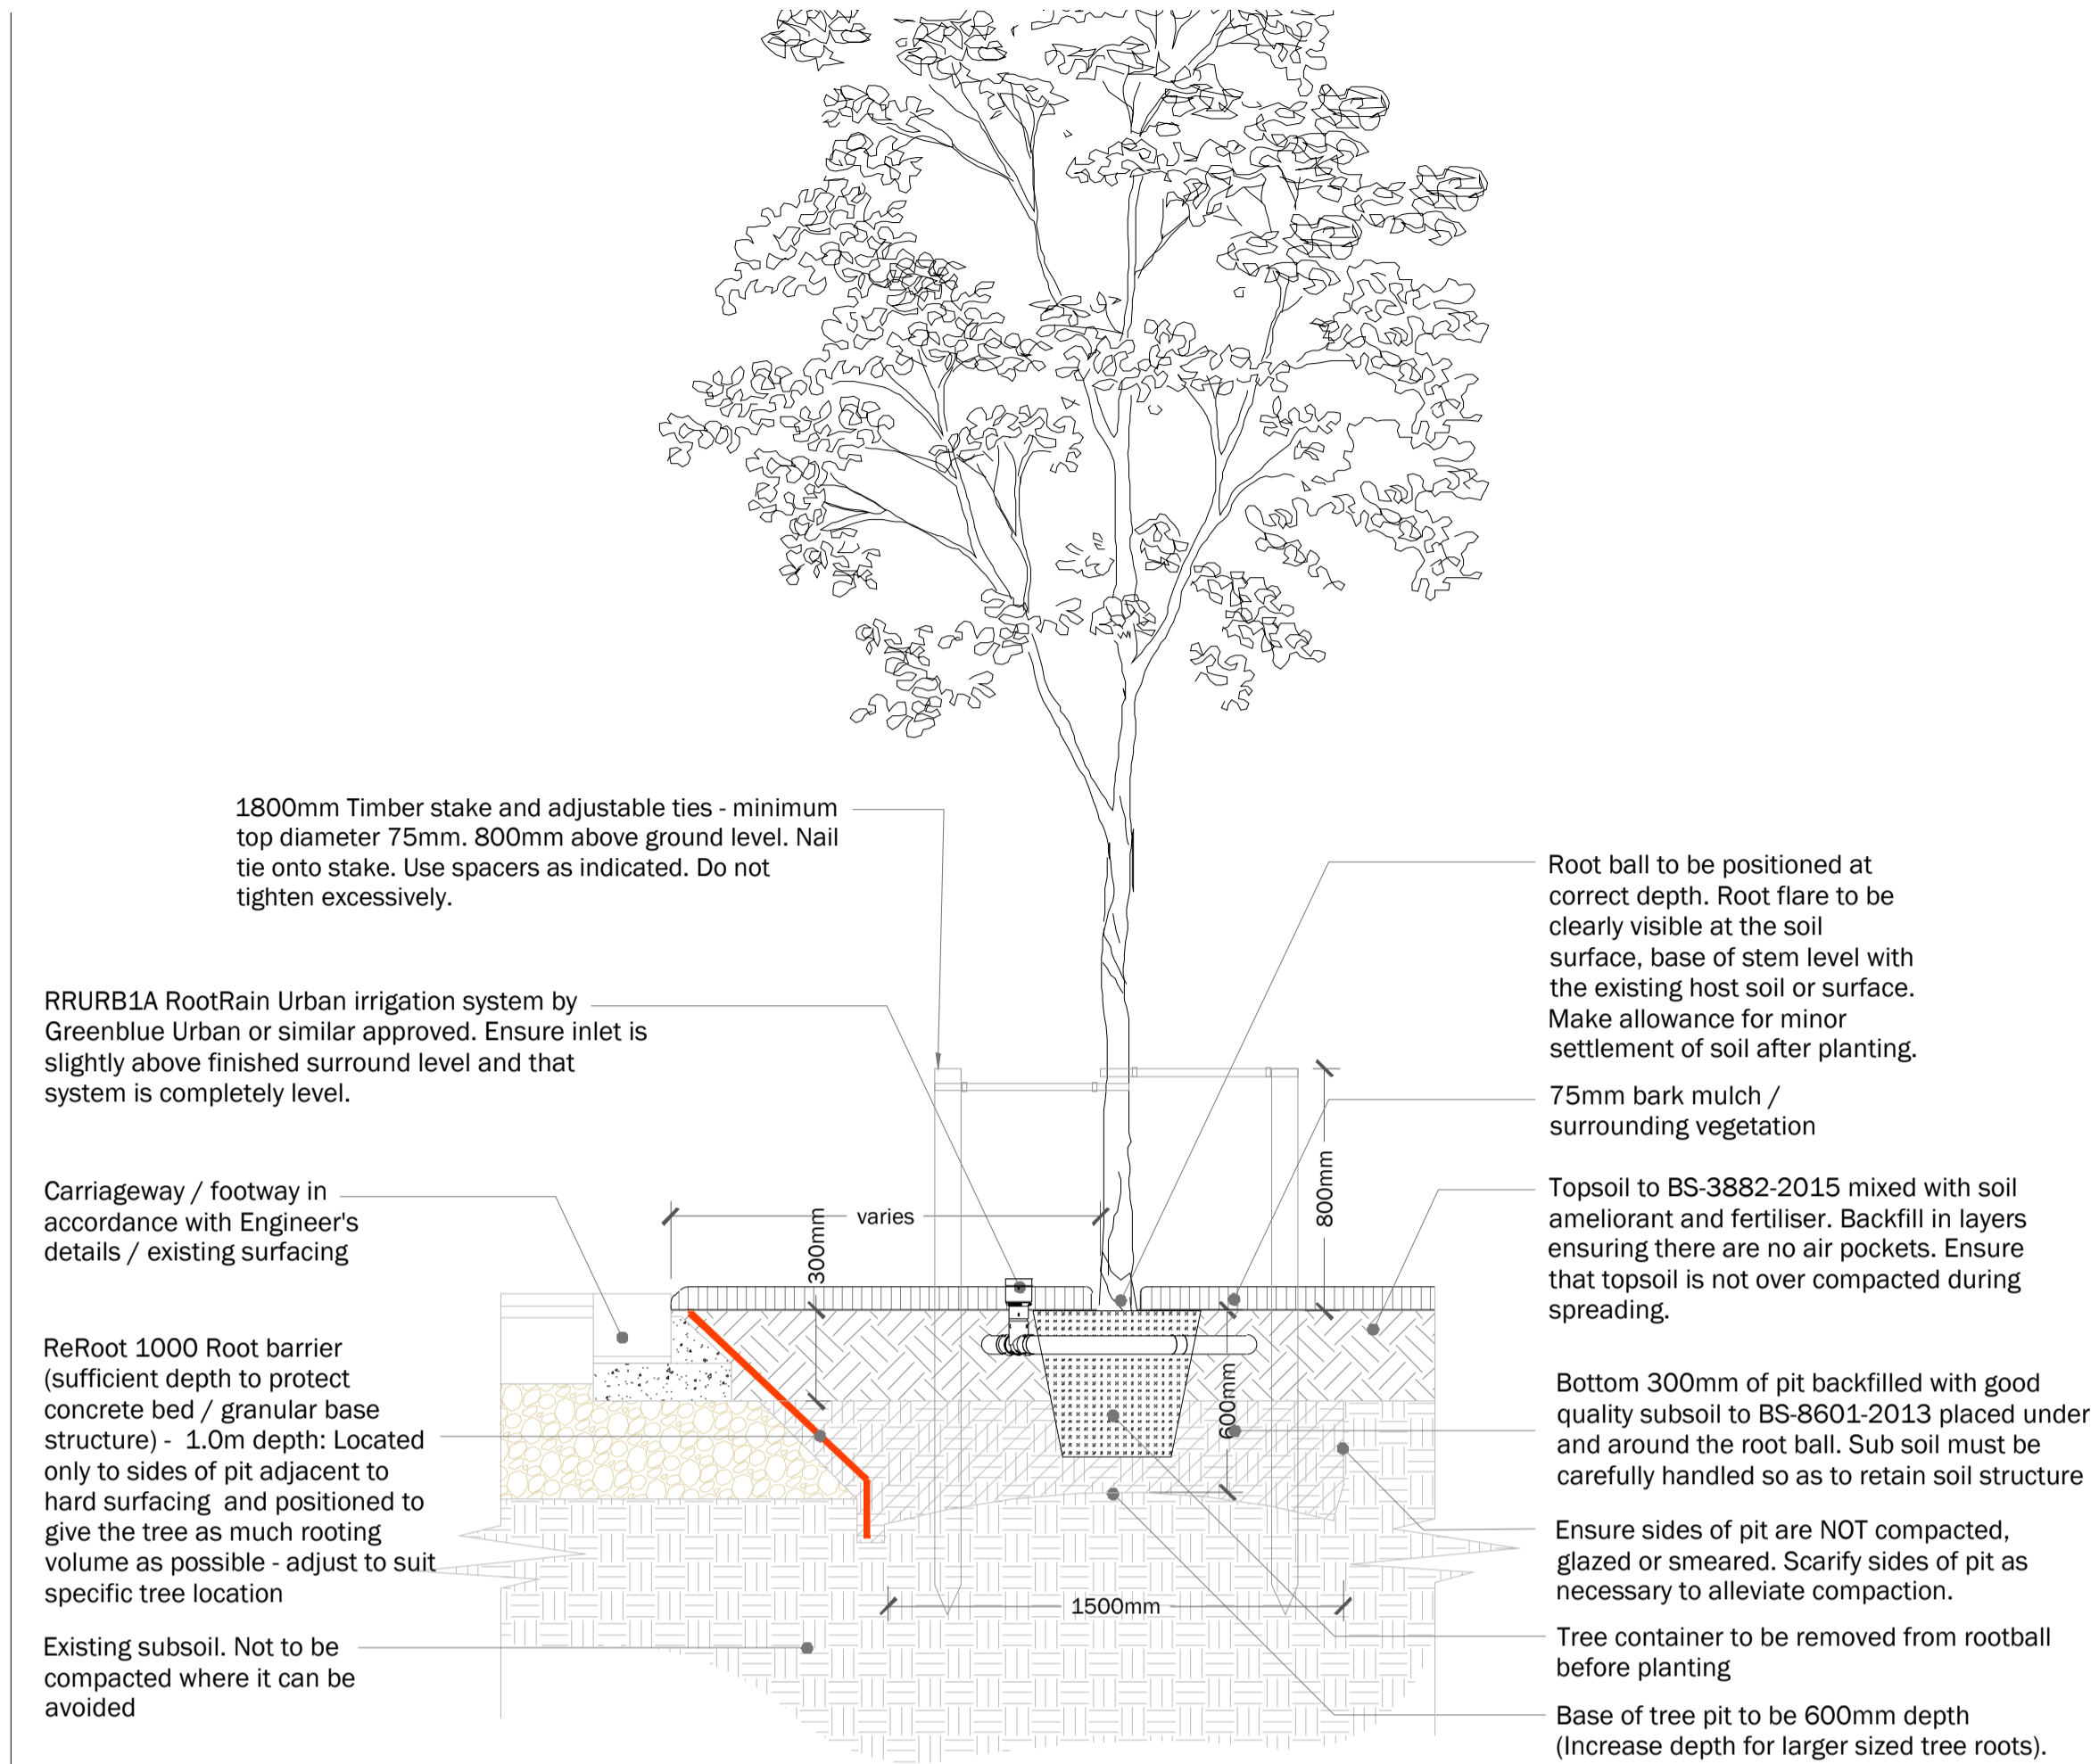 1800mm Timber stake and adjustable ties - minimum
top diameter 75mm. 800mm above ground level. Nail
tie onto stake. Use spacers as indicated. Do not
tighten excessively.
RRURB1A RootRain Urban irrigation system by
Greenblue Urban or similar approved. Ensure inlet is
slightly above finished surround level and that
system is completely level.
Carriageway / footway in
accordance with Engineer's
details / existing surfacing
ReRoot 1000 Root barrier
(sufficient depth to protect
concrete bed / granular base
structure) - 1.0m depth: Located
only to sides of pit adjacent to
hard surfacing and positioned to
give the tree as much rooting
volume as possible - adjust to suit
specific tree location
Existing subsoil. Not to be
compacted where it can be
avoided
varies
300mm
800mm
600mm
1500mm
Root ball to be positioned at
correct depth. Root flare to be
clearly visible at the soil
surface, base of stem level with
the existing host soil or surface.
Make allowance for minor
settlement of soil after planting.
75mm bark mulch /
surrounding vegetation
Topsoil to BS-3882-2015 mixed with soil
ameliorant and fertiliser. Backfill in layers
ensuring there are no air pockets. Ensure
that topsoil is not over compacted during
spreading.
Bottom 300mm of pit backfilled with good
quality subsoil to BS-8601-2013 placed under
and around the root ball. Sub soil must be
carefully handled so as to retain soil structure
Ensure sides of pit are NOT compacted,
glazed or smeared. Scarify sides of pit as
necessary to alleviate compaction.
Tree container to be removed from rootball
before planting
Base of tree pit to be 600mm depth
(Increase depth for larger sized tree roots).